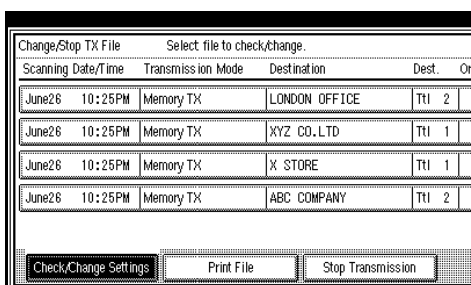 Change/Stop TX File Select file to check/change.
Scanning Date/Time Transmission Mode Destination Dest.
June26 10:25PM Memory TX LONDON OFFICE Ttl 2
June26 10:25PM Memory TX XYZ CO.LTD Ttl 1
June26 10:25PM Memory TX X STORE Ttl 1
June26 10:25PM Memory TX ABC COMPANY Ttl 2
Check/Change Settings Print File Stop Transmission